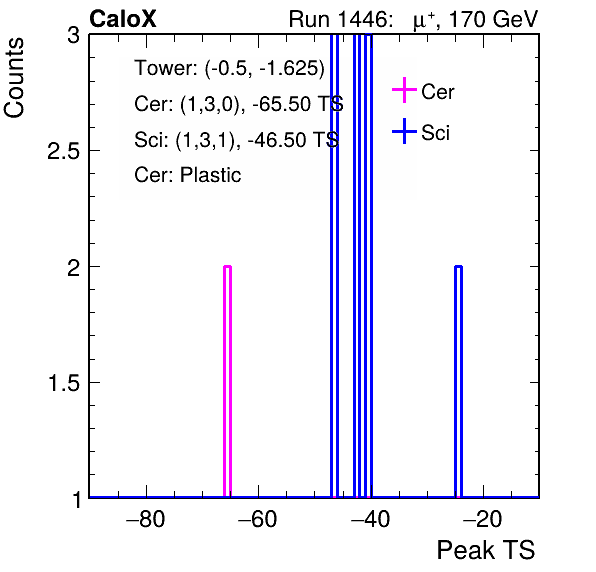 CaloX Run 1446: μ⁺, 170 GeV
Counts
Tower: (-0.5, -1.625)
Cer: (1,3,0), -65.50 TS
Sci: (1,3,1), -46.50 TS
Cer: Plastic
Cer
Sci
3
2.5
2
1.5
1
−80 −60 −40 −20
Peak TS